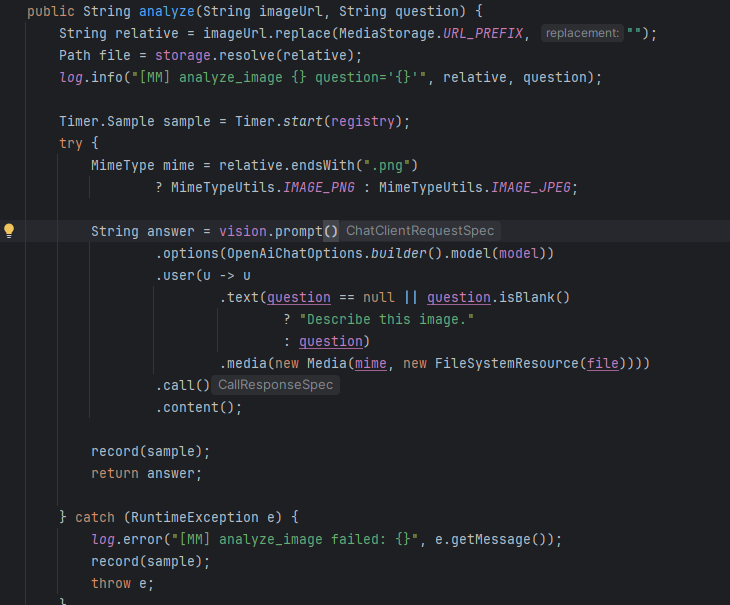 public String analyze(String imageUrl, String question) {
String relative = imageUrl.replace(MediaStorage.URL_PREFIX, replacement: "");
Path file = storage.resolve(relative);
log.info("[MM] analyze_image {} question='{}'", relative, question);
Timer.Sample sample = Timer.start(registry);
try {
MimeType mime = relative.endsWith(".png")
? MimeTypeUtils.IMAGE_PNG : MimeTypeUtils.IMAGE_JPEG;
String answer = vision.prompt() ChatClientRequestSpec
.options(OpenAiChatOptions.builder().model(model))
.user(u -> u
.text(question == null || question.isBlank()
? "Describe this image."
: question)
.media(new Media(mime, new FileSystemResource(file))))
.call() CallResponseSpec
.content();
record(sample);
return answer;
} catch (RuntimeException e) {
log.error("[MM] analyze_image failed: {}", e.getMessage());
record(sample);
throw e;
}